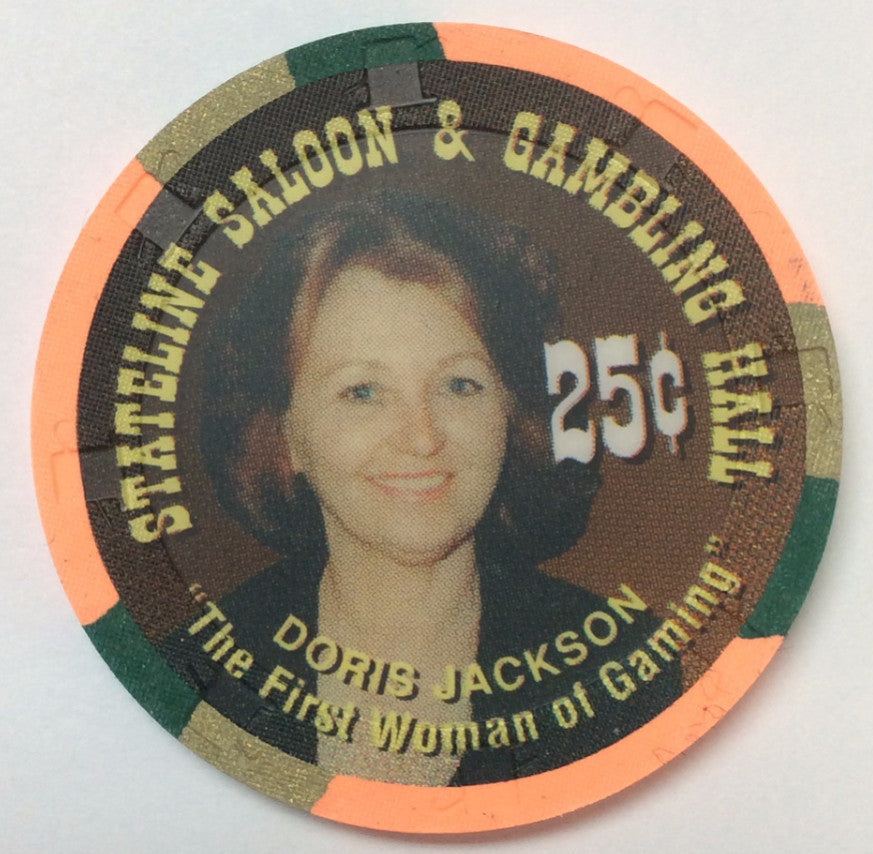 STATELINE SALOON & GAMBLING HALL
25¢
DORIS JACKSON
"The First Woman of Gaming"